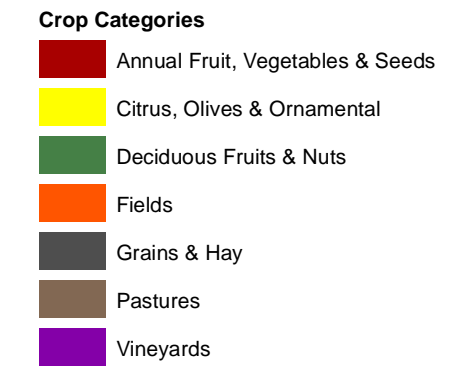 Crop Categories
Annual Fruit, Vegetables & Seeds
Citrus, Olives & Ornamental
Deciduous Fruits & Nuts
Fields
Grains & Hay
Pastures
Vineyards